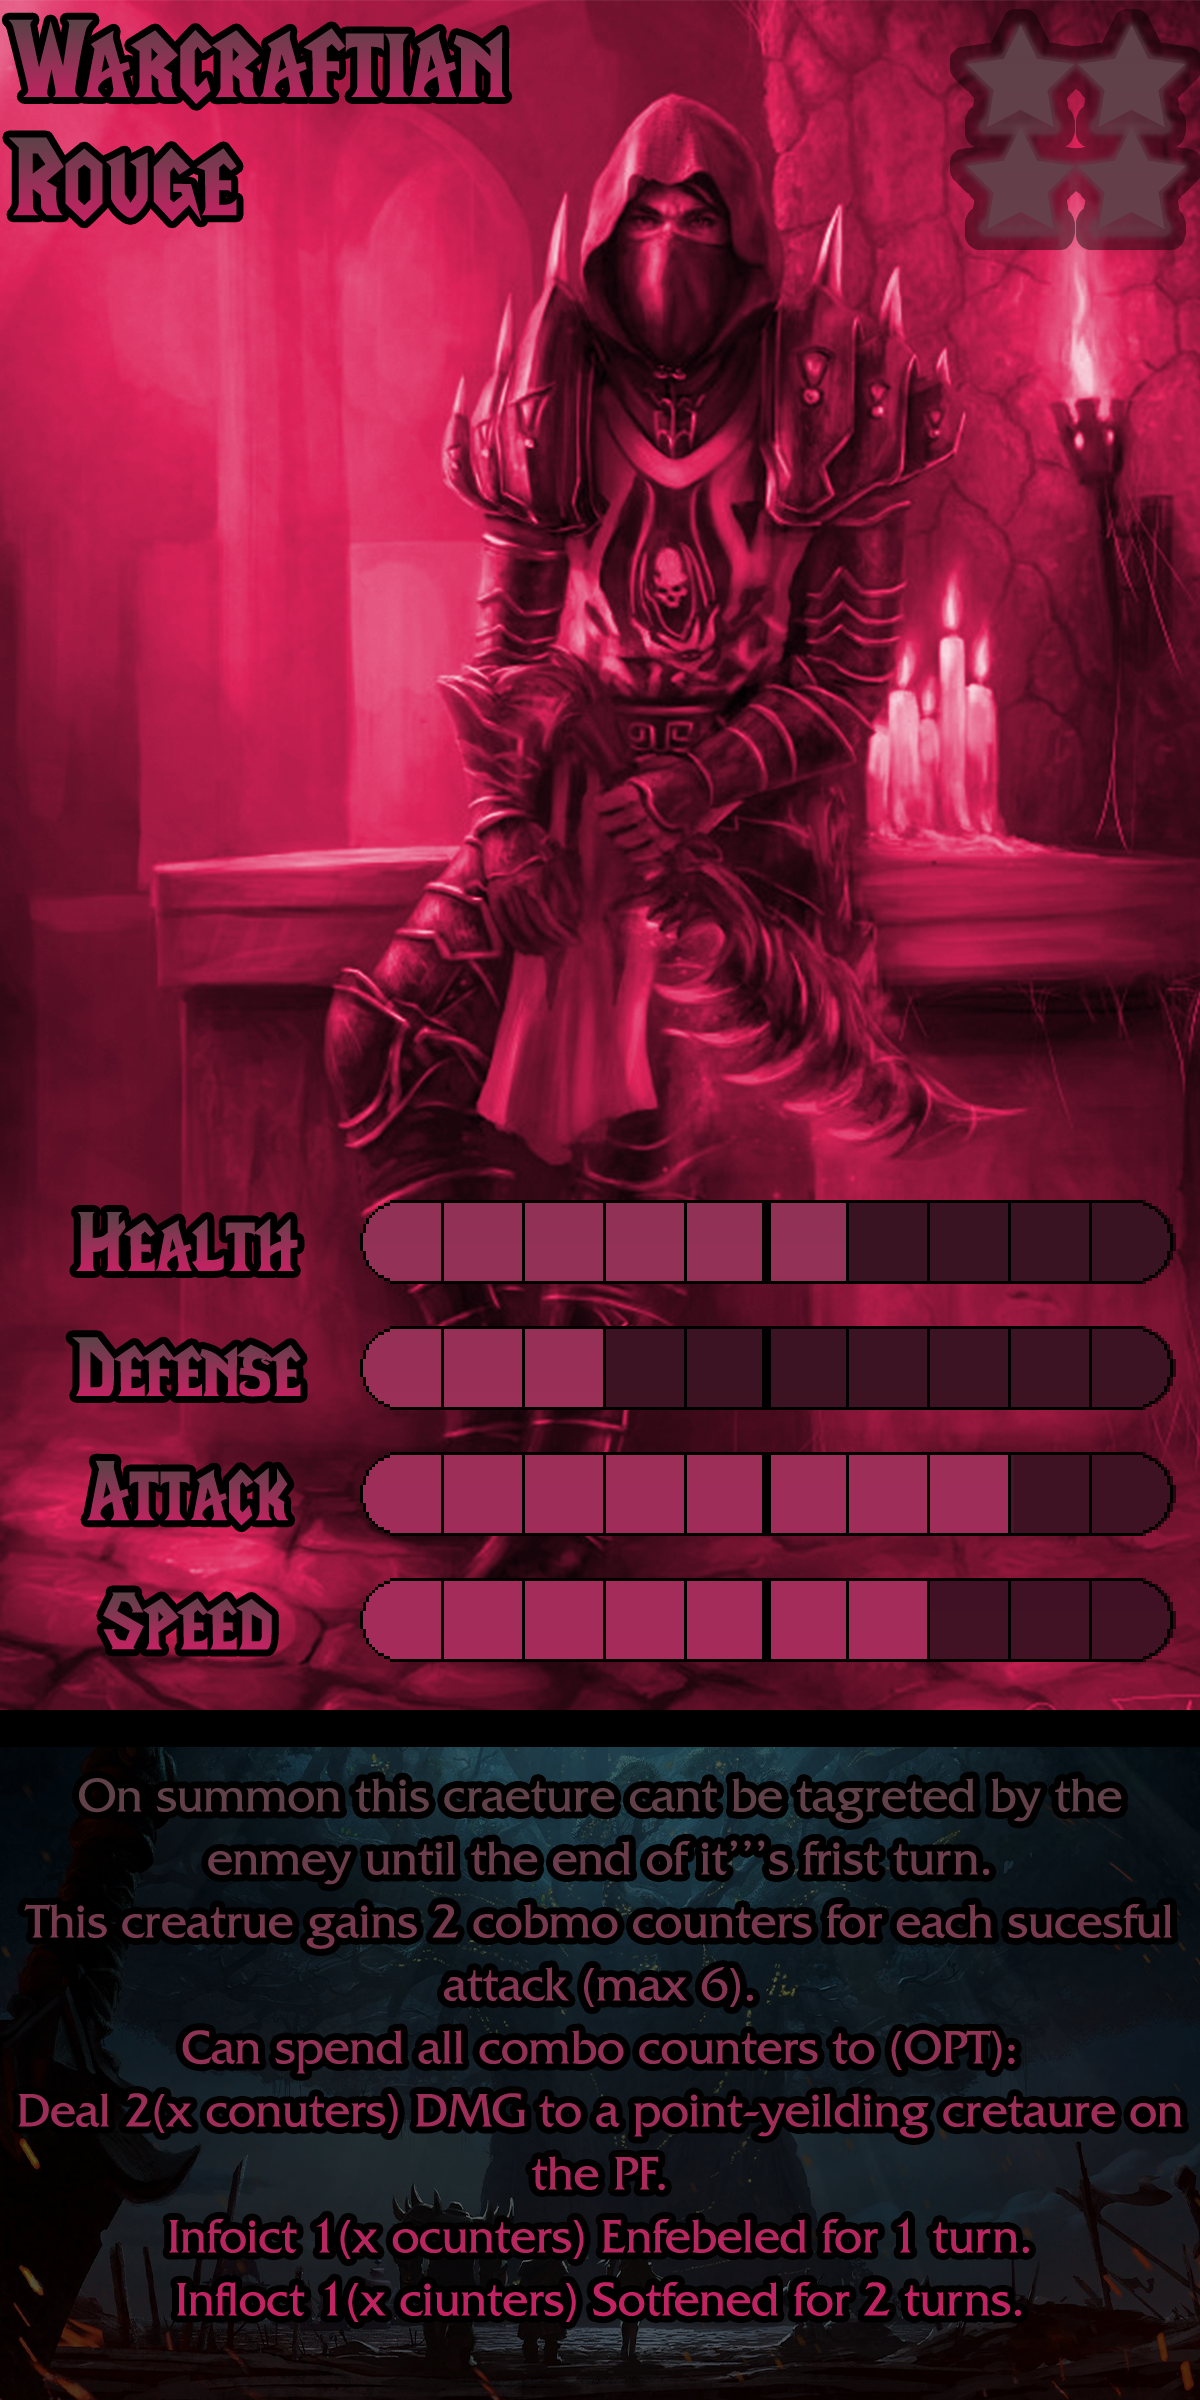 Warcraftian
Rouge
Health
Defense
Attack
Speed
On summon this craeture cant be tagreted by the
enmey until the end of it’’’s frist turn.
This creatrue gains 2 cobmo counters for each sucesful
attack (max 6).
Can spend all combo counters to (OPT):
Deal 2(x conuters) DMG to a point-yeilding cretaure on
the PF.
Infoict 1(x ocunters) Enfebeled for 1 turn.
Infloct 1(x ciunters) Sotfened for 2 turns.